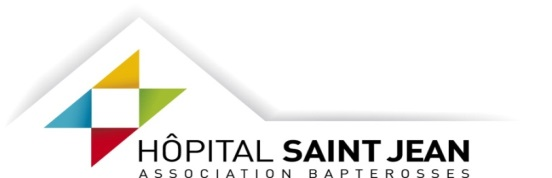 HÔPITAL SAINT JEAN
ASSOCIATION BAPTEROSSES